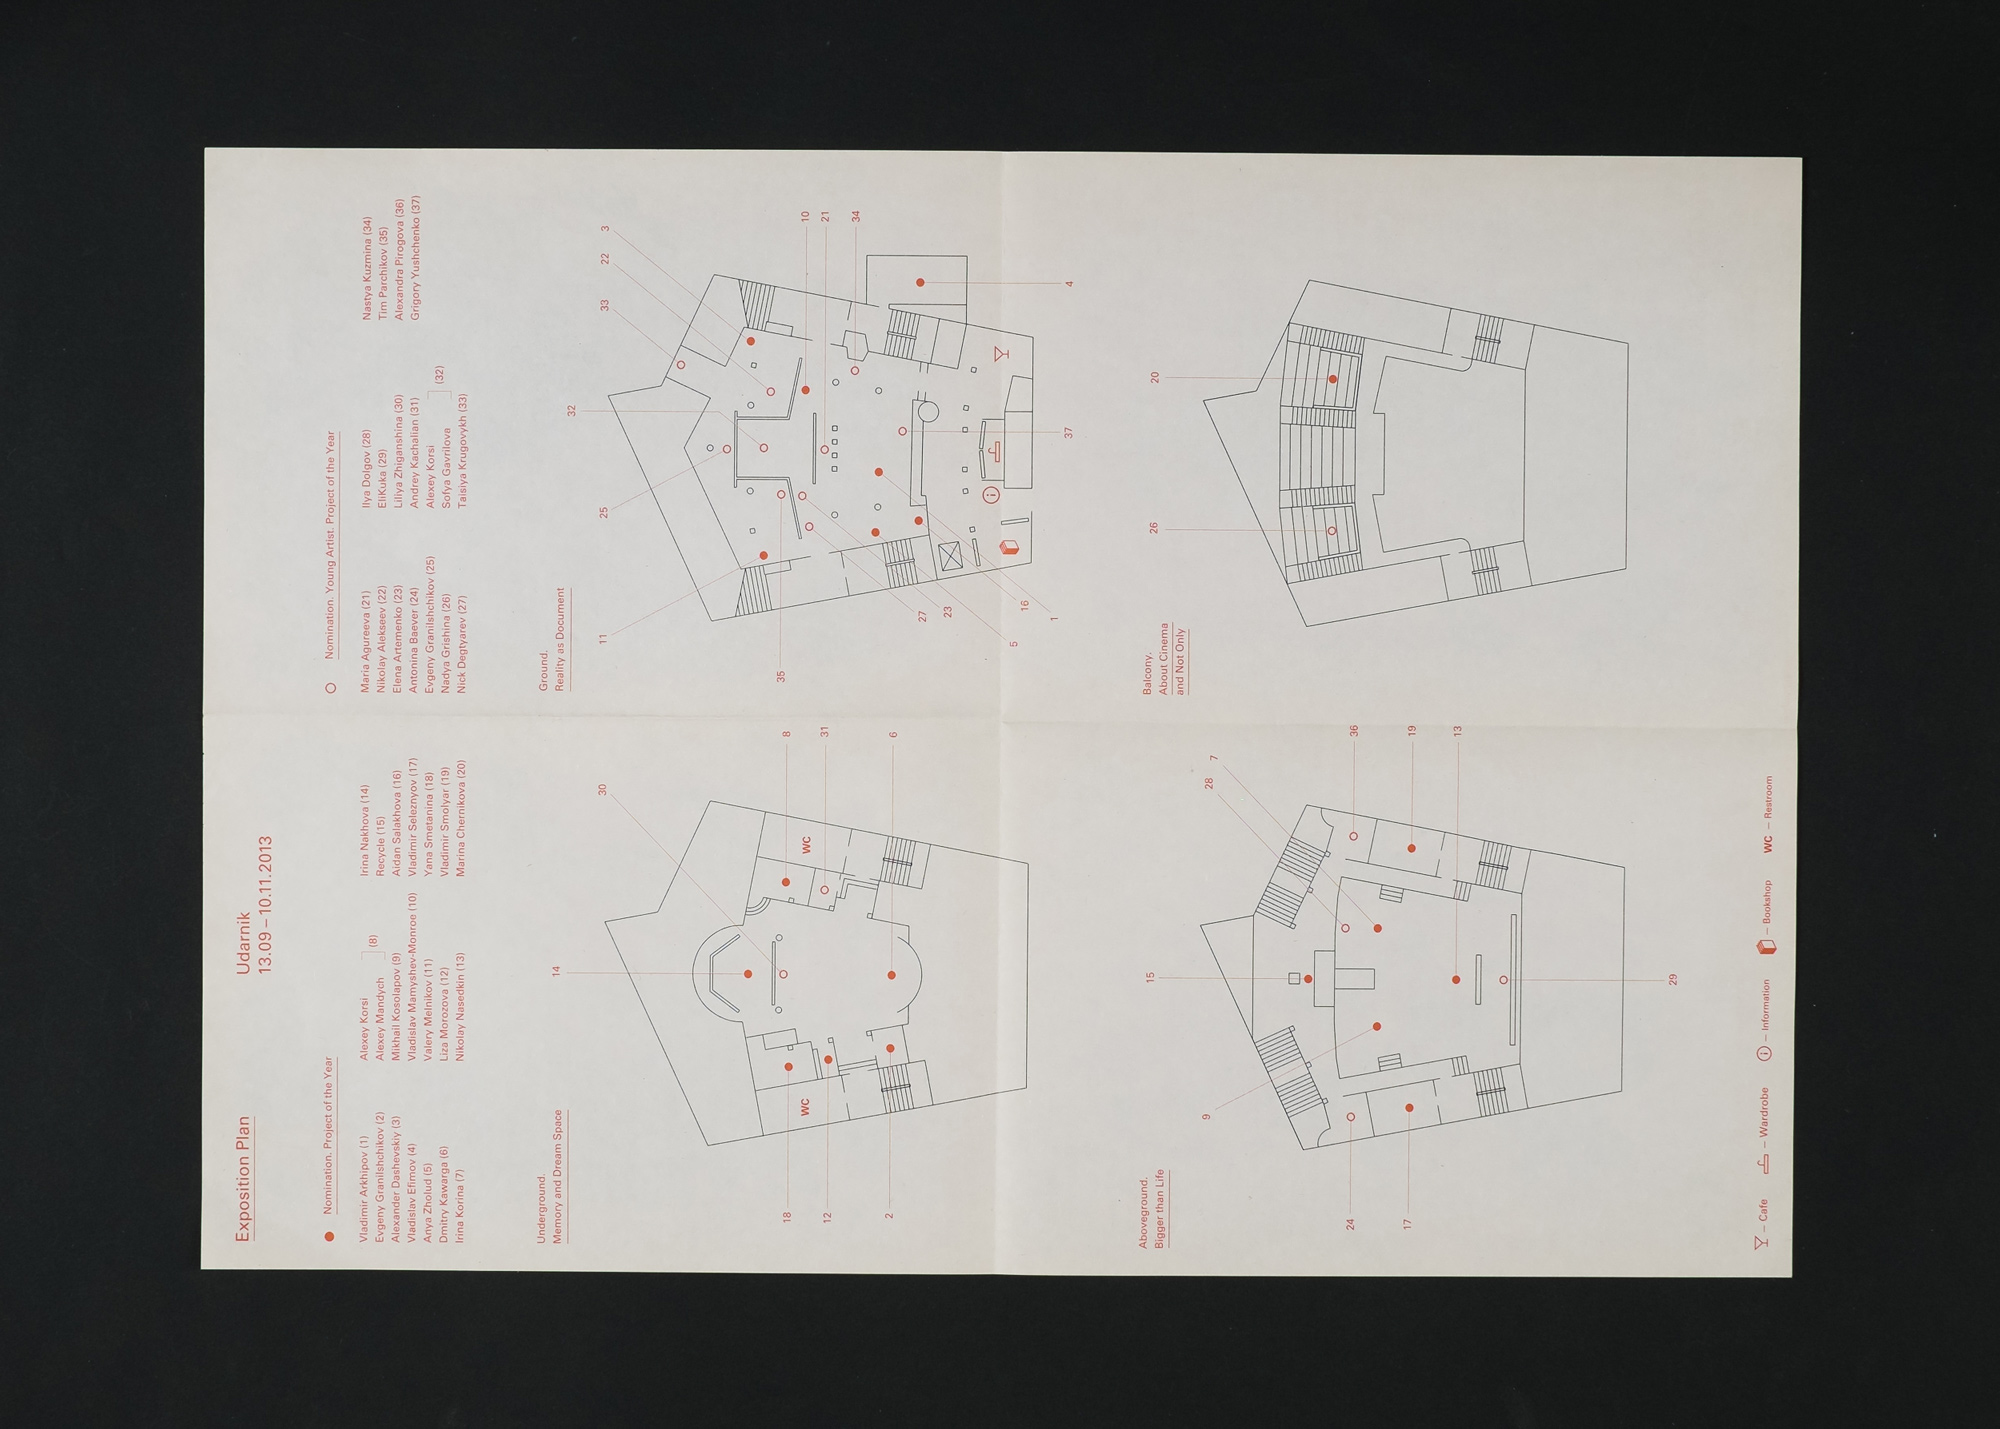 Exposition Plan
Udarnik
13.09 – 10.11.2013
Nomination. Project of the Year
Vladimir Arkhipov (1)
Evgeny Granilshchikov (2)
Alexander Dashevskiy (3)
Vladislav Efimov (4)
Anya Zholud (5)
Dmitry Kawarga (6)
Irina Korina (7)
Alexey Korsi
Alexey Mandych
(8)
Mikhail Kosolapov (9)
Vladislav Mamyshev-Monroe (10)
Valery Melnikov (11)
Liza Morozova (12)
Nikolay Nasedkin (13)
Irina Nakhova (14)
Recycle (15)
Aidan Salakhova (16)
Vladimir Seleznyov (17)
Yana Smetanina (18)
Vladimir Smolyar (19)
Marina Chernikova (20)
Nomination. Young Artist. Project of the Year
Maria Agureeva (21)
Nikolay Alekseev (22)
Elena Artemenko (23)
Antonina Baever (24)
Evgeny Granilshchikov (25)
Nadya Grishina (26)
Nick Degtyarev (27)
Ilya Dolgov (28)
EliKuka (29)
Liliya Zhiganshina (30)
Andrey Kachalian (31)
Alexey Korsi
Sofya Gavrilova
(32)
Taisiya Krugovykh (33)
Nastya Kuzmina (34)
Tim Parchikov (35)
Alexandra Pirogova (36)
Grigory Yushchenko (37)
Underground.
Memory and Dream Space
14
30
8
31
6
18
12
2
WC
WC
Ground.
Reality as Document
11
25
32
33
22
3
10
21
34
4
37
35
27
23
5
16
1
i
Aboveground.
Bigger than Life
9
15
28
7
36
19
13
24
17
29
Balcony.
About Cinema
and Not Only
26
20
– Cafe
– Wardrobe
i – Information
– Bookshop
WC – Restroom